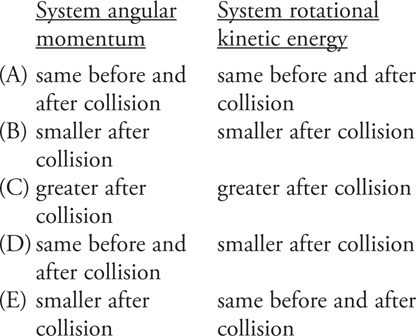 System angular System rotational
momentum kinetic energy
(A) same before and same before and after
after collision collision
(B) smaller after smaller after collision
collision
(C) greater after greater after collision
collision
(D) same before and smaller after collision
after collision
(E) smaller after same before and after
collision collision